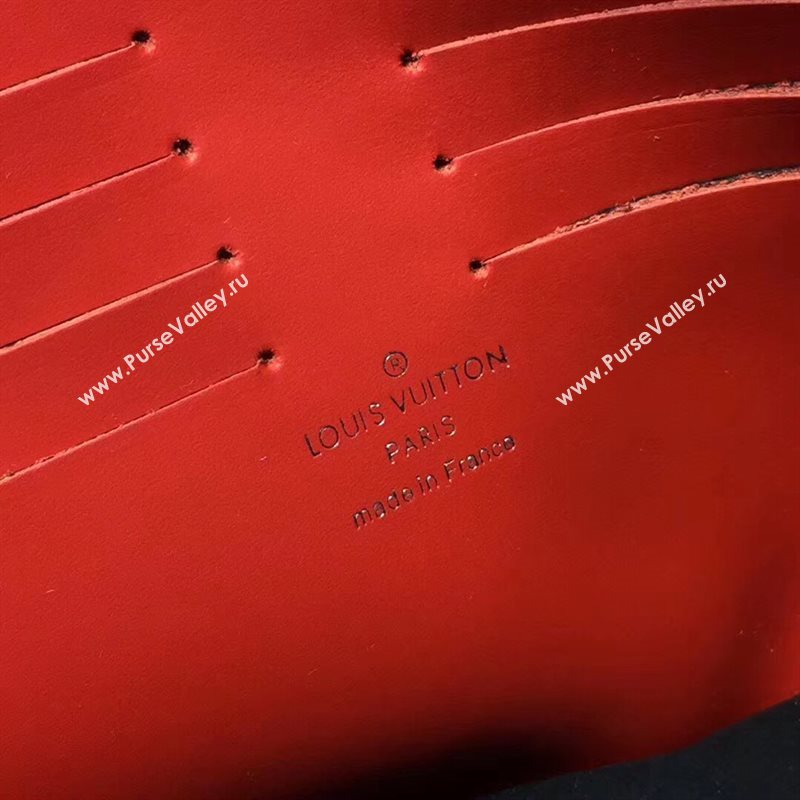 www.PurseValley.ru
www.PurseValley.ru
®
LOUIS VUITTON
PARIS
made in France